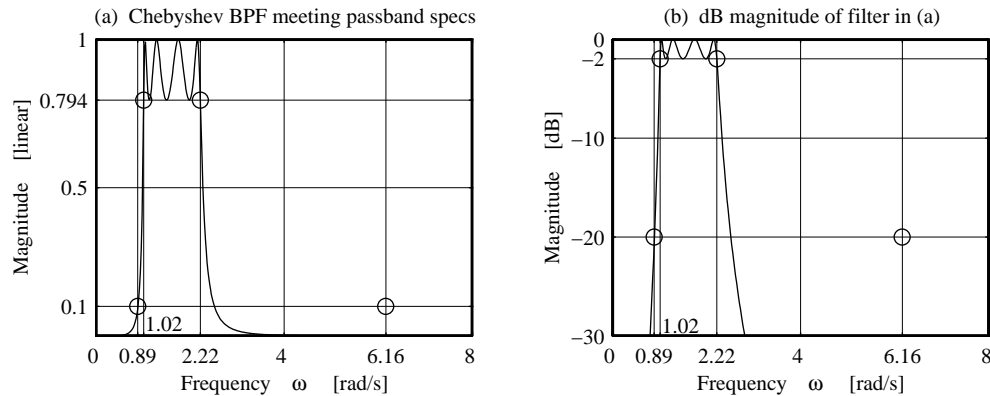 (a) Chebyshev BPF meeting passband specs
1
0.794
0.5
0.1
Magnitude [linear]
1.02
0 0.89 2.22 4 6.16 8
Frequency ω [rad/s]
(b) dB magnitude of filter in (a)
0
−2
−10
−20
−30
Magnitude [dB]
1.02
0 0.89 2.22 4 6.16 8
Frequency ω [rad/s]